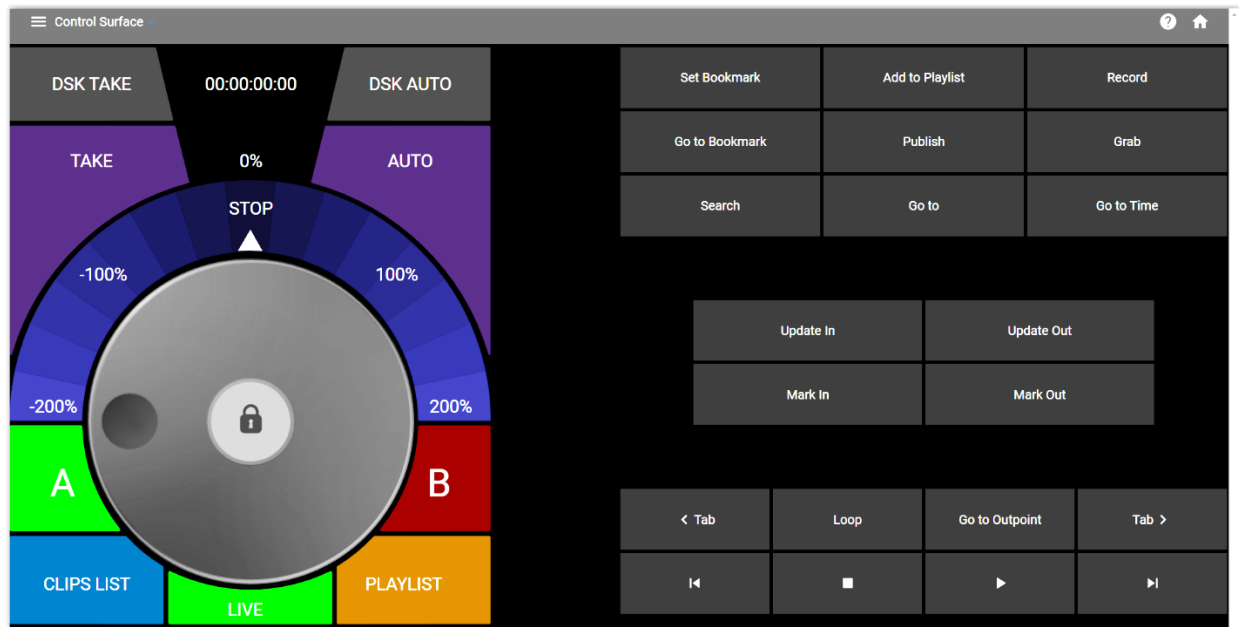 Control Surface
DSK TAKE
00:00:00:00
DSK AUTO
TAKE
0%
AUTO
STOP
-100%
100%
-200%
200%
A
B
CLIPS LIST
LIVE
PLAYLIST
Set Bookmark
Add to Playlist
Record
Go to Bookmark
Publish
Grab
Search
Go to
Go to Time
Update In
Update Out
Mark In
Mark Out
< Tab
Loop
Go to Outpoint
Tab >